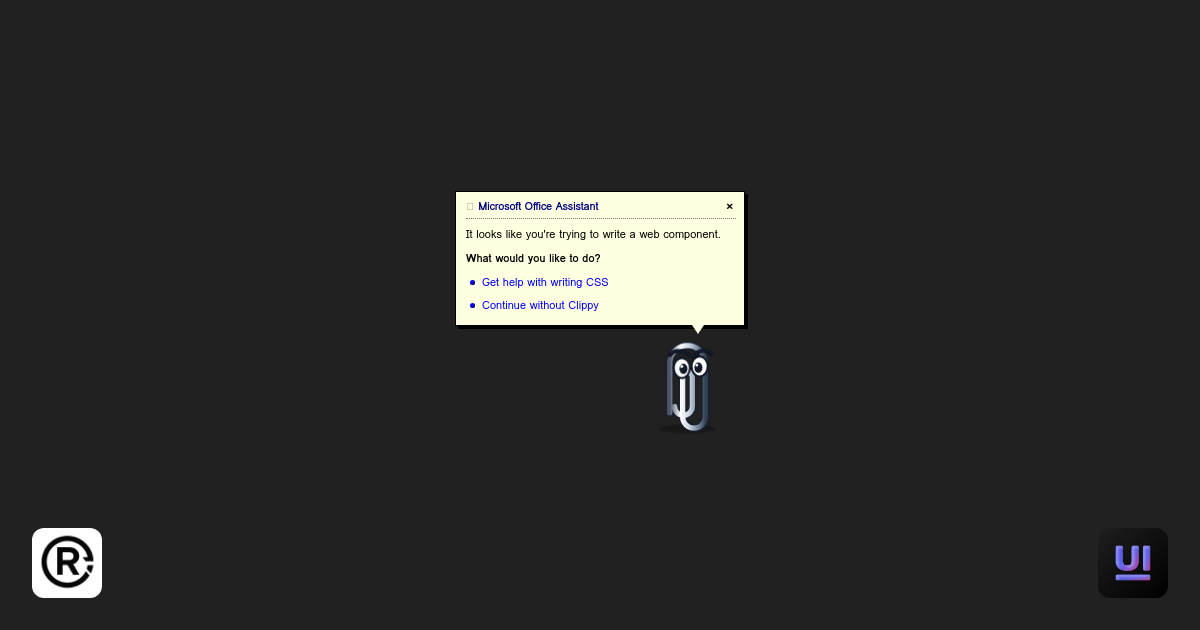 Microsoft Office Assistant ×
It looks like you're trying to write a web component.
What would you like to do?
Get help with writing CSS
Continue without Clippy
R
UI